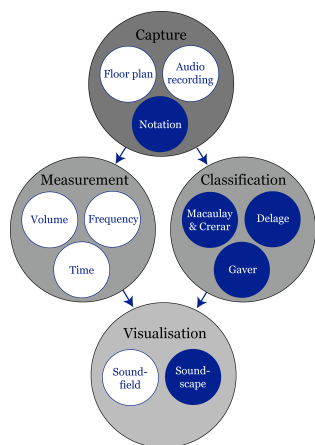 Capture
Floor plan
Audio
recording
Notation
Measurement
Volume
Frequency
Time
Classification
Macaulay
& Crerar
Delage
Gaver
Visualisation
Sound-
field
Sound-
scape